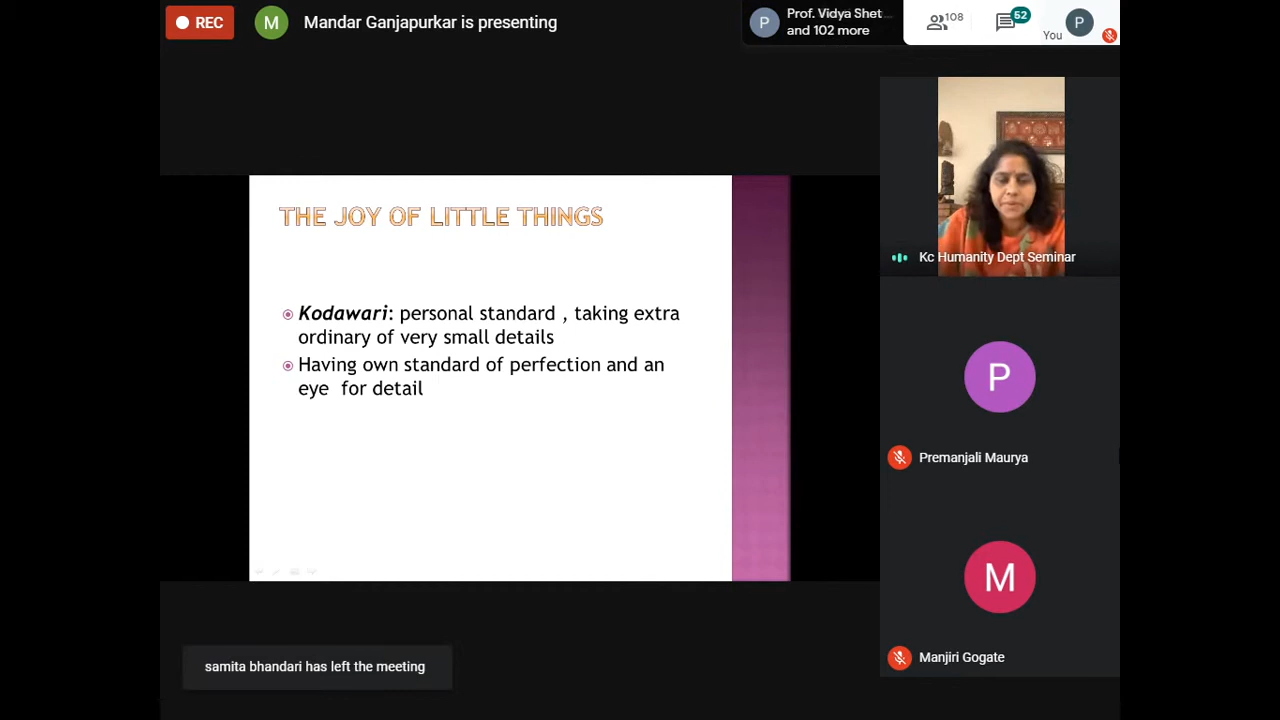 REC
M
Mandar Ganjapurkar is presenting
P
Prof. Vidya Shet...
and 102 more
108
52
You
P
THE JOY OF LITTLE THINGS
Kodawari: personal standard , taking extra
ordinary of very small details
Having own standard of perfection and an
eye for detail
Kc Humanity Dept Seminar
P
Premanjali Maurya
M
Manjiri Gogate
samita bhandari has left the meeting